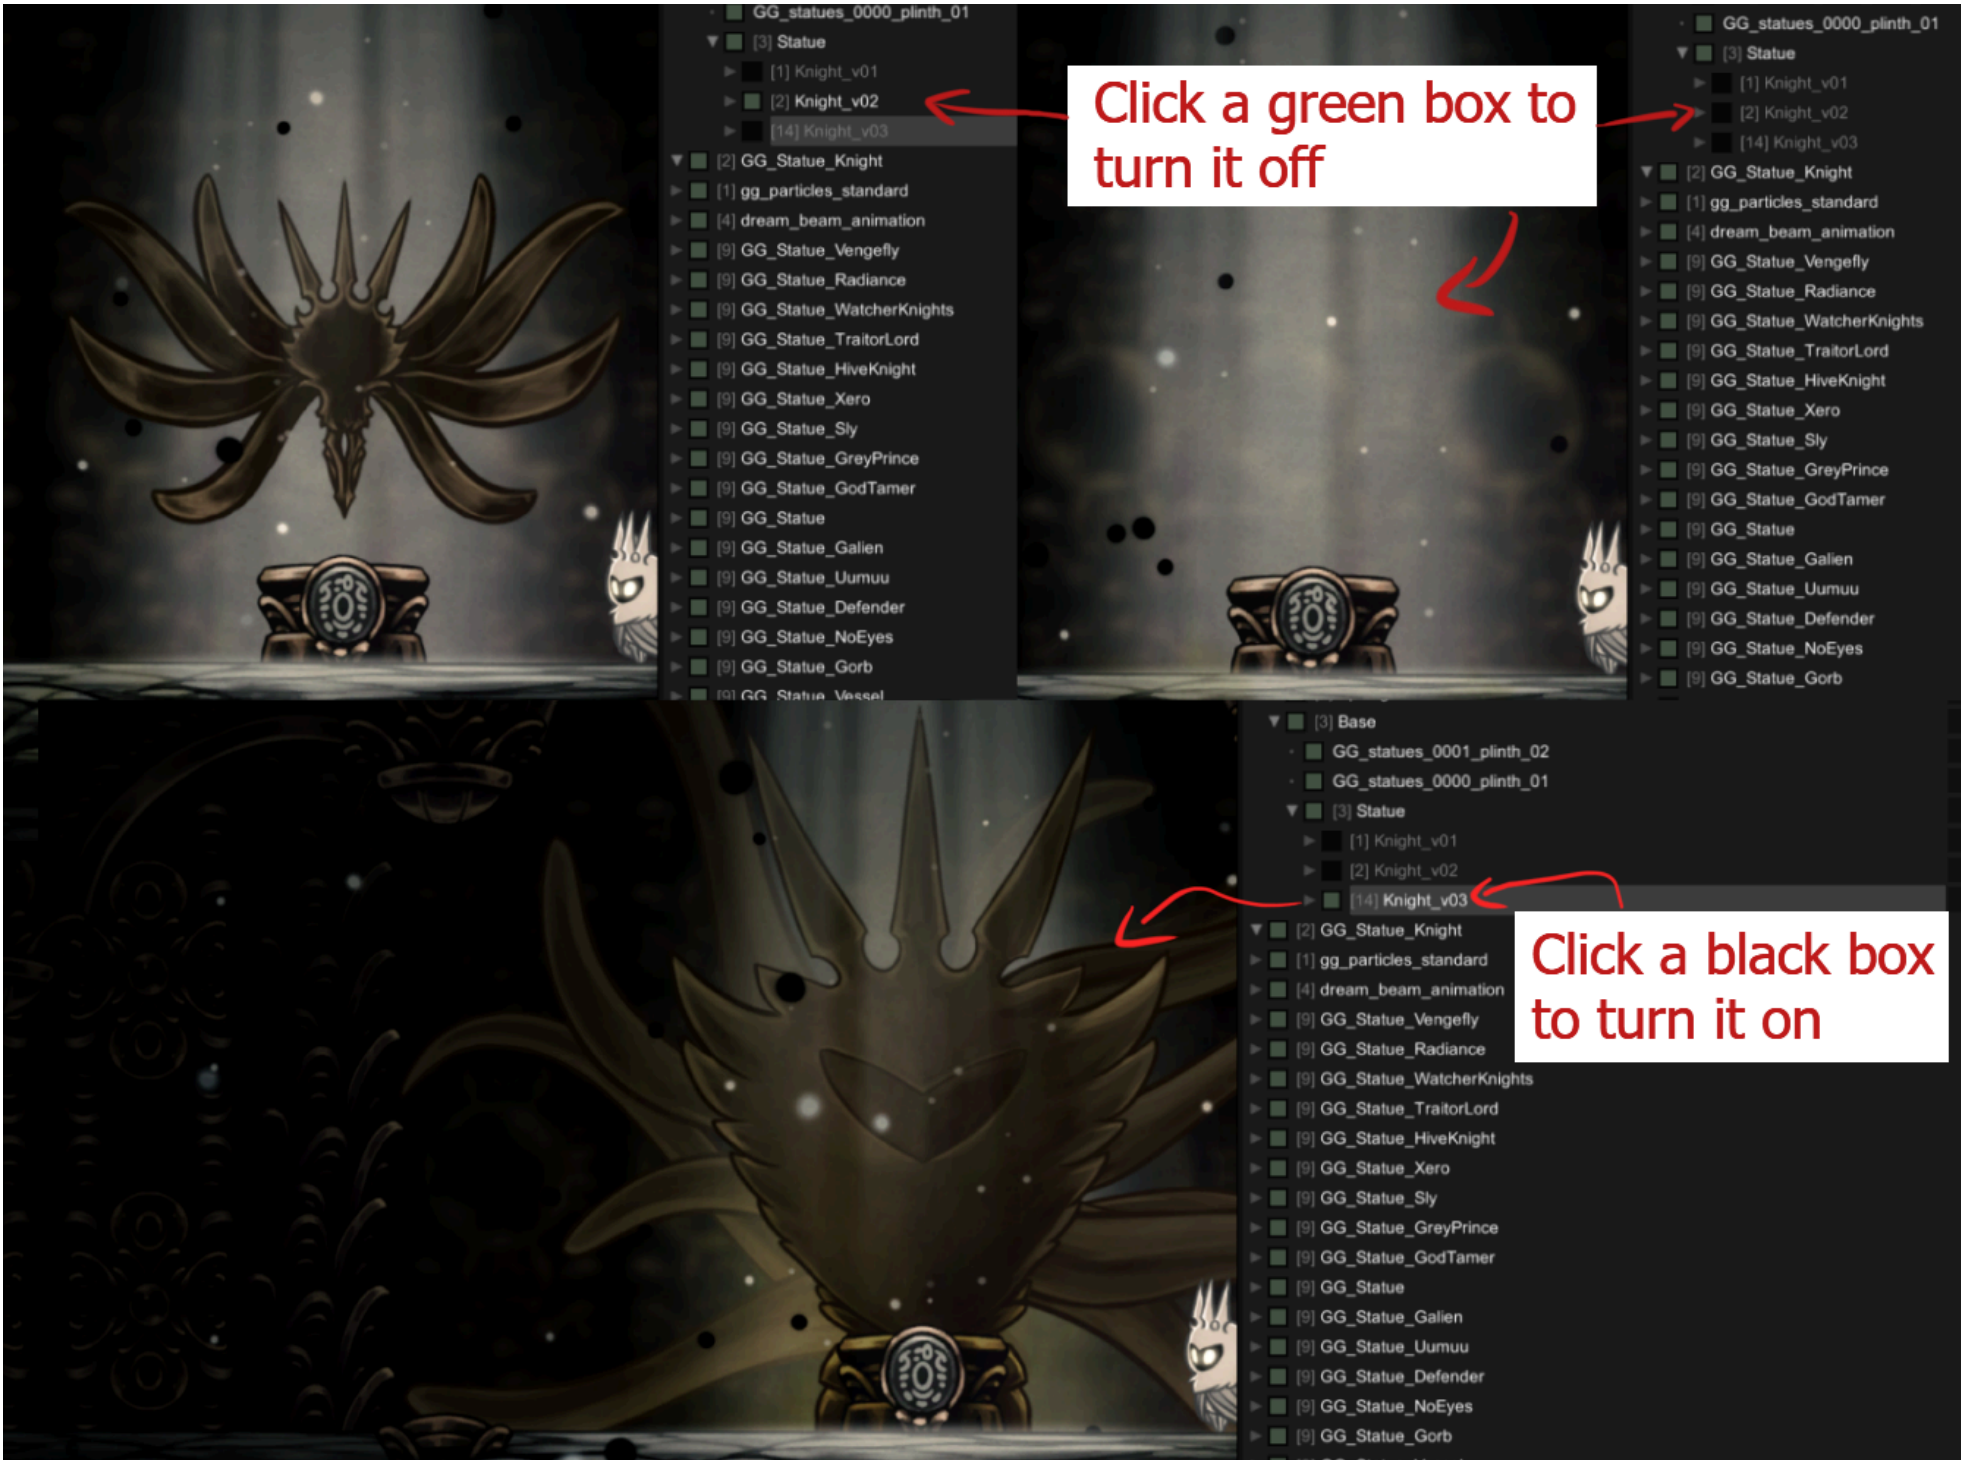 GG_statues_0000_plinth_01
[3] Statue
[1] Knight_v01
[2] Knight_v02
[14] Knight_v03
[2] GG_Statue_Knight
[1] gg_particles_standard
[4] dream_beam_animation
[9] GG_Statue_Vengefly
[9] GG_Statue_Radiance
[9] GG_Statue_WatcherKnights
[9] GG_Statue_TraitorLord
[9] GG_Statue_HiveKnight
[9] GG_Statue_Xero
[9] GG_Statue_Sly
[9] GG_Statue_GreyPrince
[9] GG_Statue_GodTamer
[9] GG_Statue
[9] GG_Statue_Galien
[9] GG_Statue_Uumuu
[9] GG_Statue_Defender
[9] GG_Statue_NoEyes
[9] GG_Statue_Gorb
[9] GG_Statue_Vessel
Click a green box to
turn it off
GG_statues_0000_plinth_01
[3] Statue
[1] Knight_v01
[2] Knight_v02
[14] Knight_v03
[2] GG_Statue_Knight
[1] gg_particles_standard
[4] dream_beam_animation
[9] GG_Statue_Vengefly
[9] GG_Statue_Radiance
[9] GG_Statue_WatcherKnights
[9] GG_Statue_TraitorLord
[9] GG_Statue_HiveKnight
[9] GG_Statue_Xero
[9] GG_Statue_Sly
[9] GG_Statue_GreyPrince
[9] GG_Statue_GodTamer
[9] GG_Statue
[9] GG_Statue_Galien
[9] GG_Statue_Uumuu
[9] GG_Statue_Defender
[9] GG_Statue_NoEyes
[9] GG_Statue_Gorb
[3] Base
GG_statues_0001_plinth_02
GG_statues_0000_plinth_01
[3] Statue
[1] Knight_v01
[2] Knight_v02
[14] Knight_v03
[2] GG_Statue_Knight
[1] gg_particles_standard
[4] dream_beam_animation
[9] GG_Statue_Vengefly
[9] GG_Statue_Radiance
[9] GG_Statue_WatcherKnights
[9] GG_Statue_TraitorLord
[9] GG_Statue_HiveKnight
[9] GG_Statue_Xero
[9] GG_Statue_Sly
[9] GG_Statue_GreyPrince
[9] GG_Statue_GodTamer
[9] GG_Statue
[9] GG_Statue_Galien
[9] GG_Statue_Uumuu
[9] GG_Statue_Defender
[9] GG_Statue_NoEyes
[9] GG_Statue_Gorb
Click a black box
to turn it on